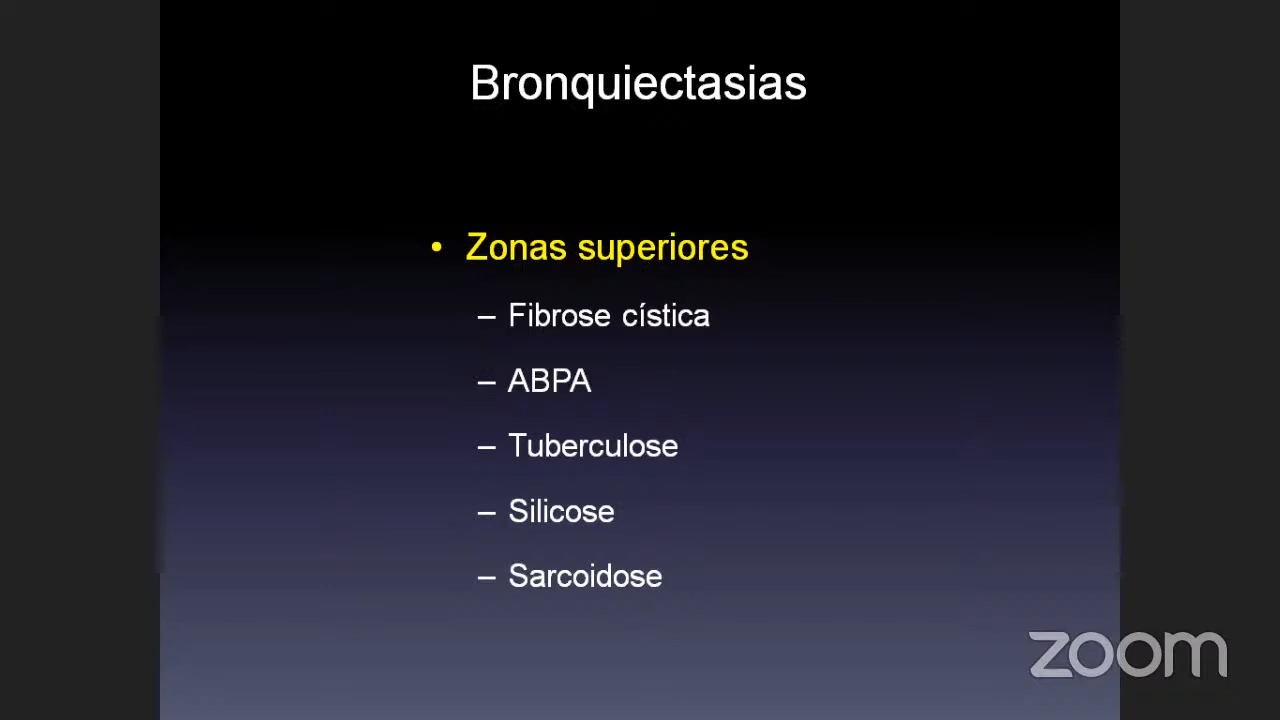 Bronquiectasias
• Zonas superiores
– Fibrose cística
– ABPA
– Tuberculose
– Silicose
– Sarcoidose
zoom